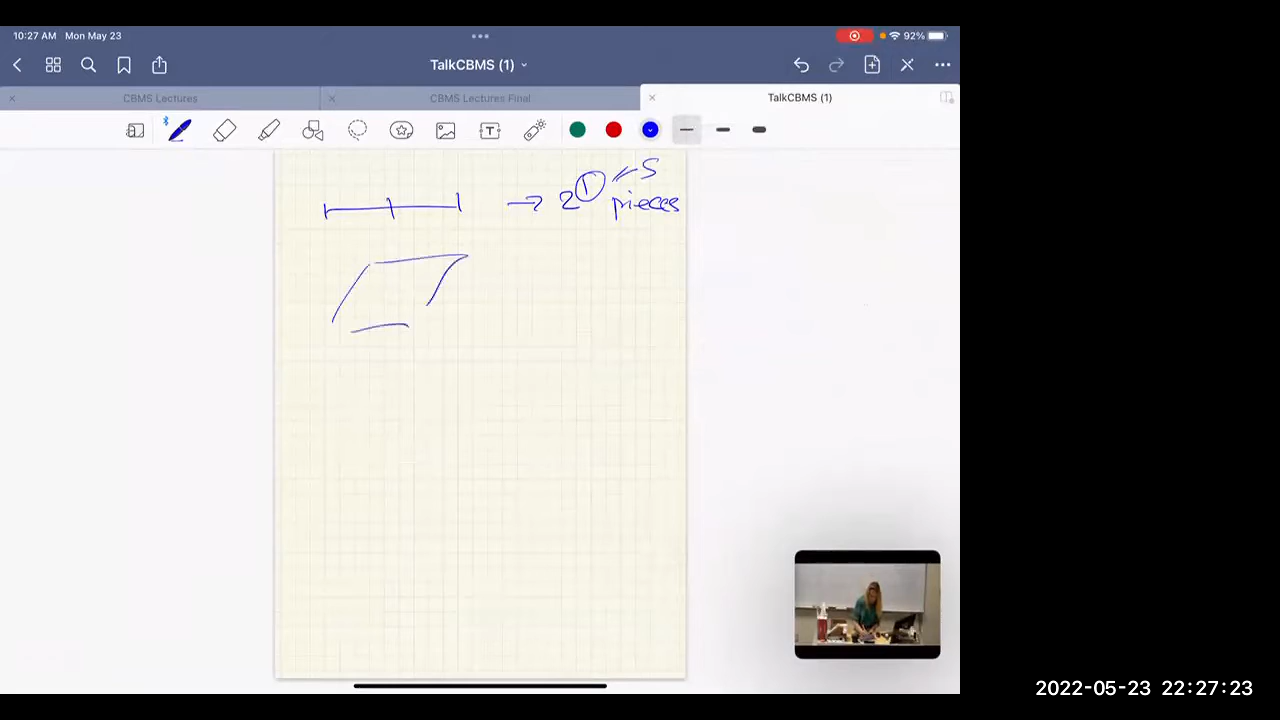 10:27 AM Mon May 23
92%
TalkCBMS (1)
CBMS Lectures
CBMS Lectures Final
TalkCBMS (1)
T
→ 2^① ⇐ S
pieces
2022-05-23 22:27:23